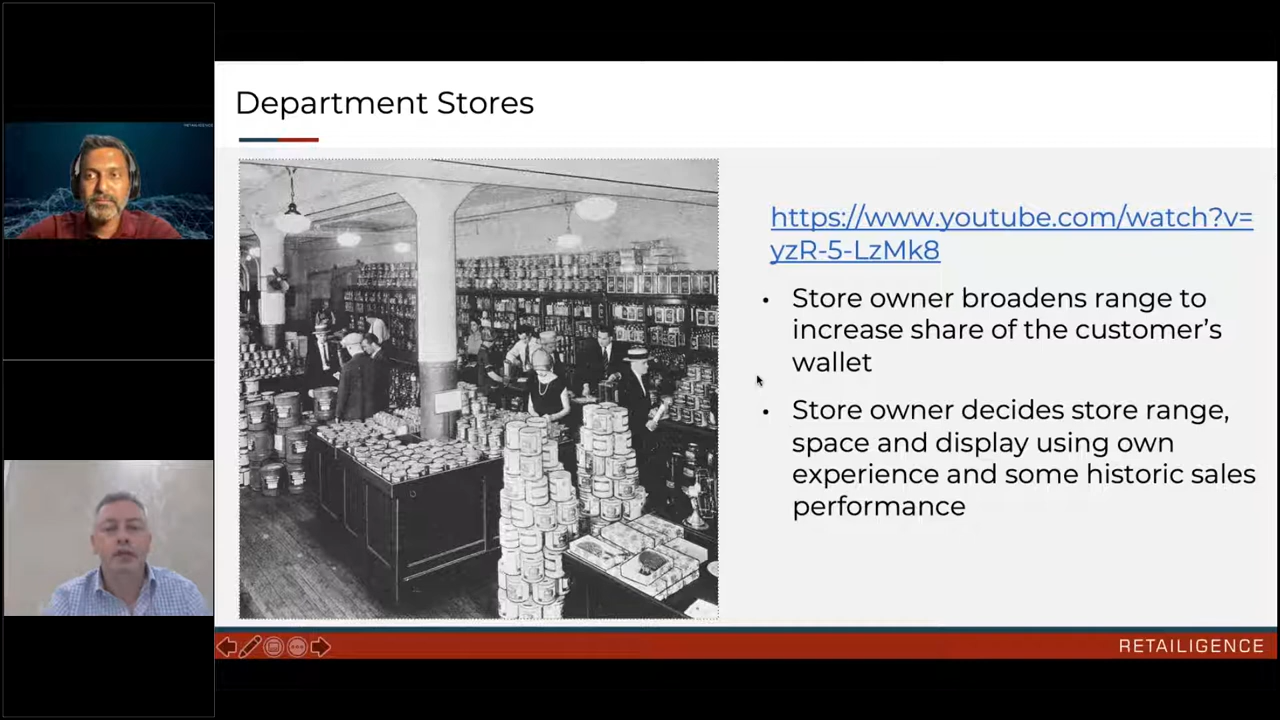 RETAILIGENCE
Department Stores
https://www.youtube.com/watch?v=
yzR-5-LzMk8
• Store owner broadens range to
increase share of the customer’s
wallet
• Store owner decides store range,
space and display using own
experience and some historic sales
performance
RETAILIGENCE